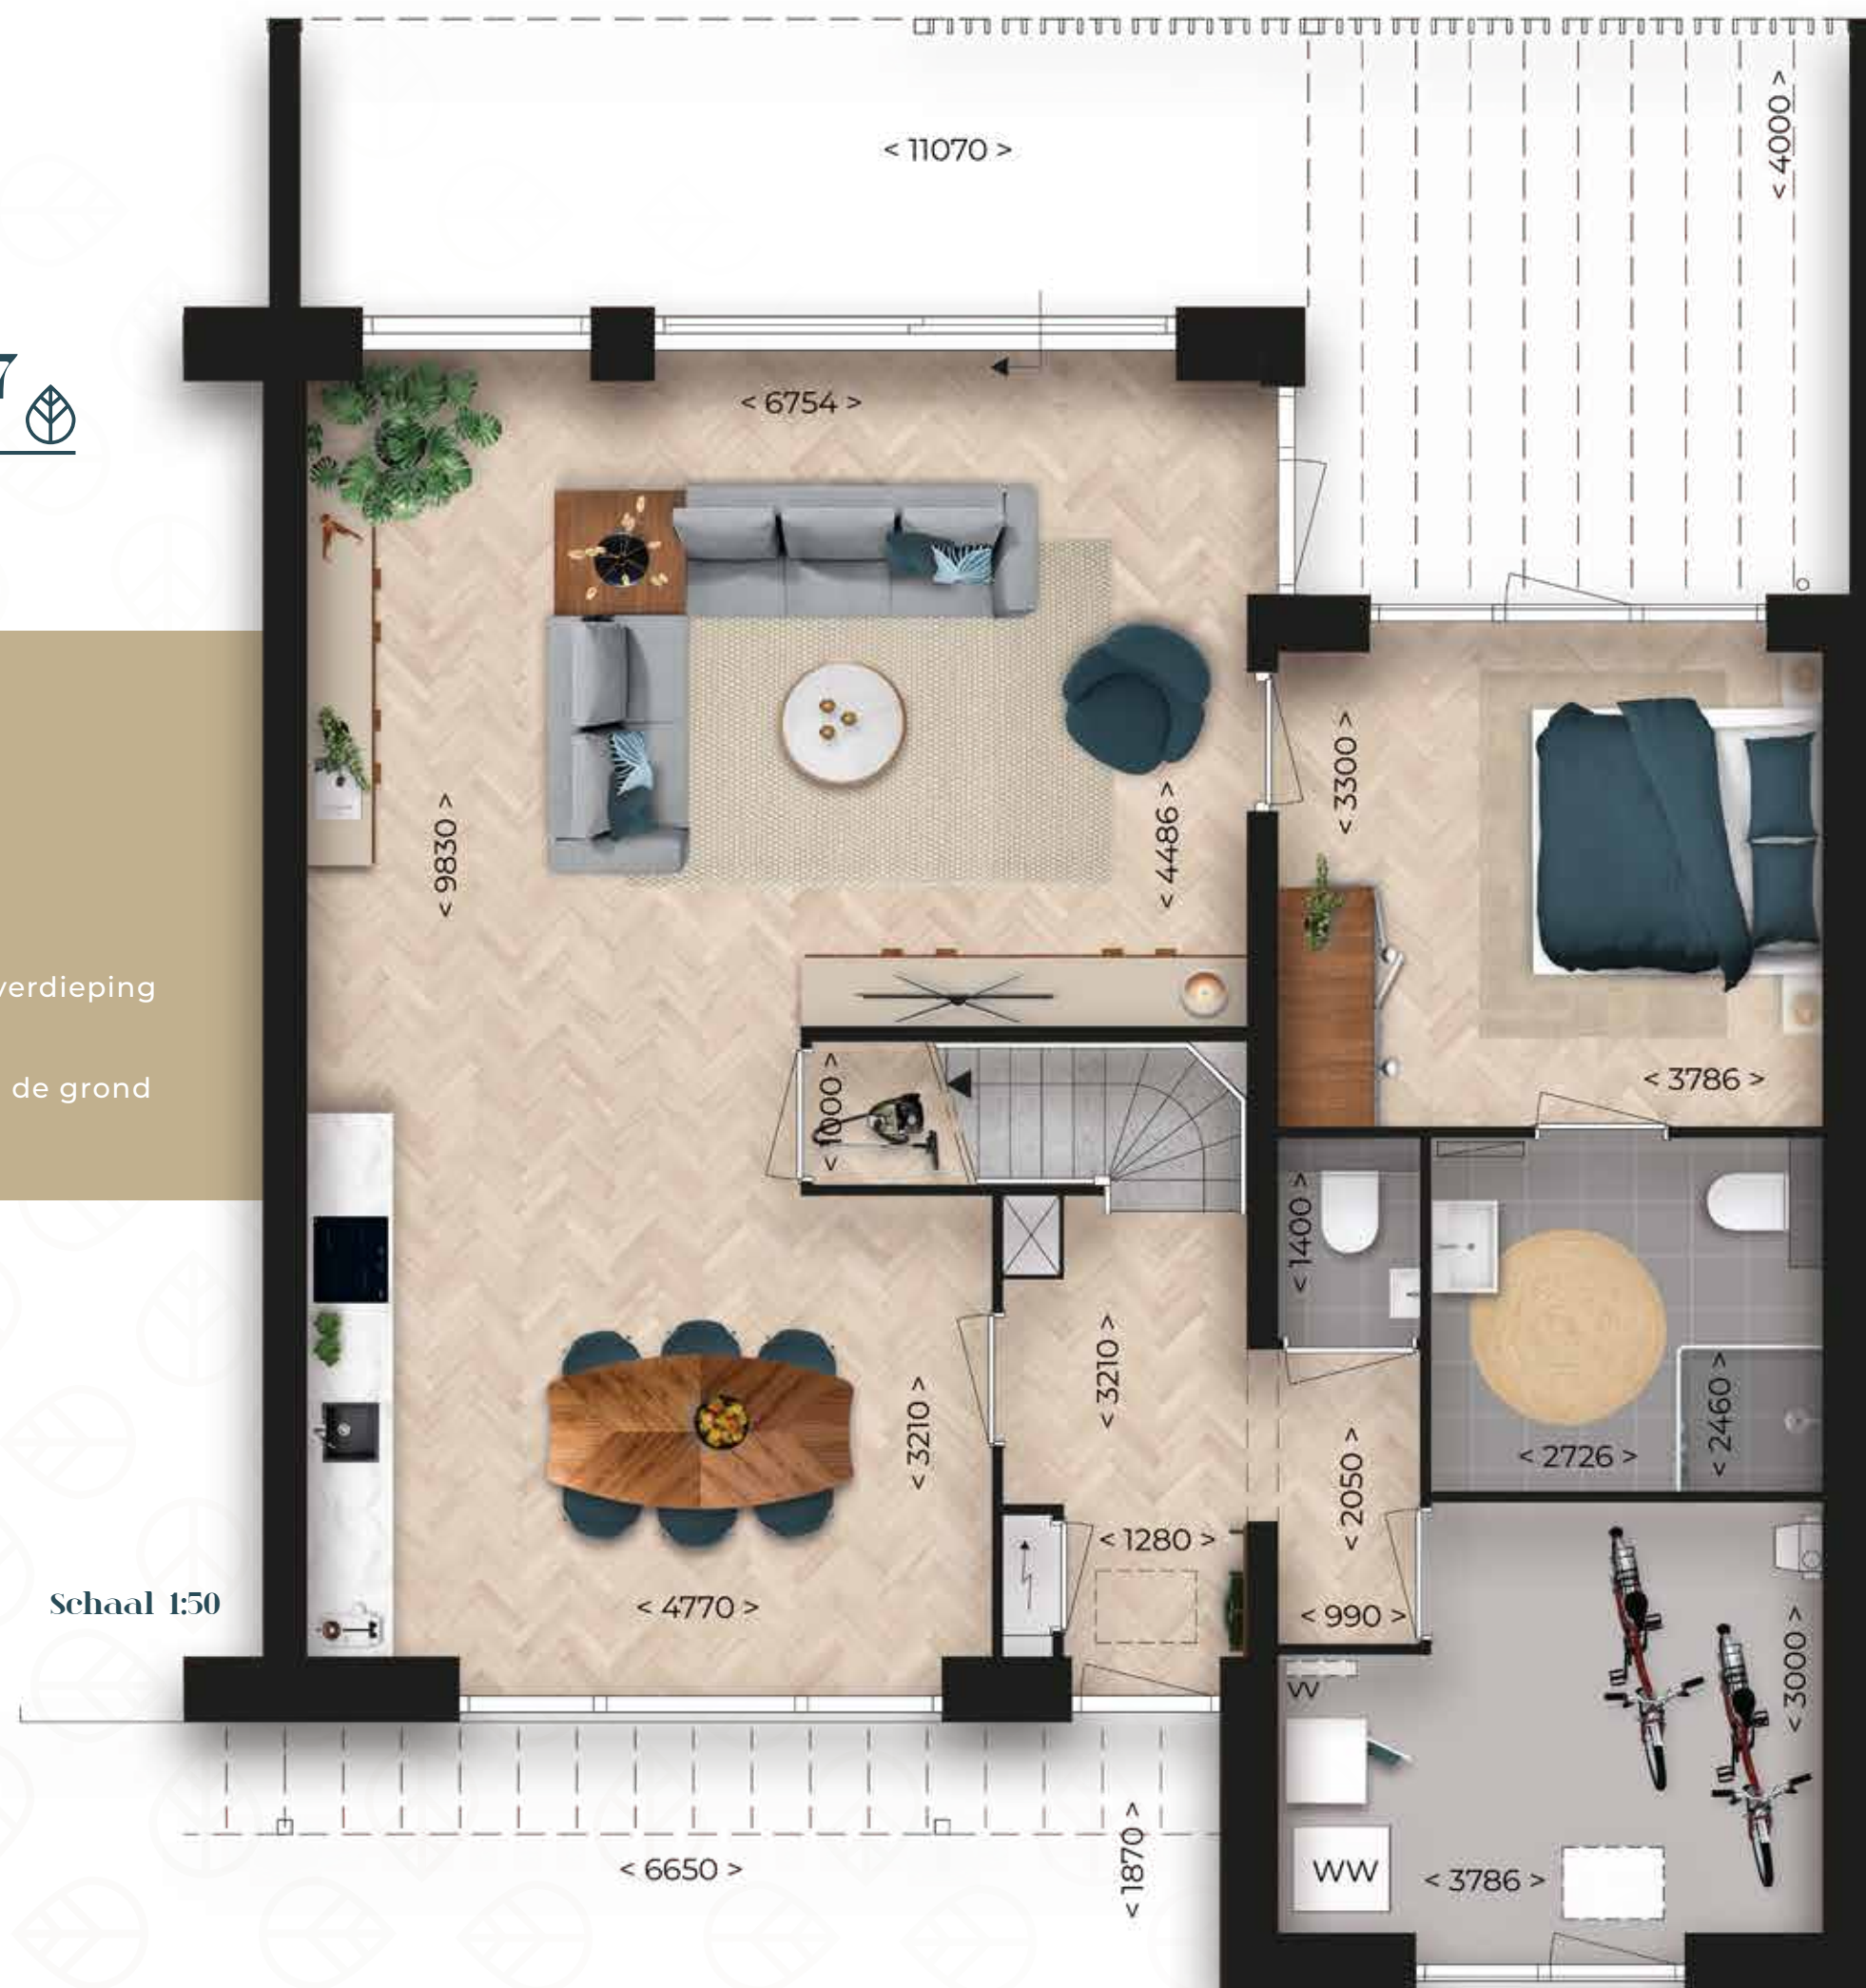 < 11070 >
< 4000 >
7
< 6754 >
< 9830 >
< 4486 >
< 3300 >
verdieping
de grond
< 3786 >
< 1000 >
< 1400 >
< 3210 >
< 3210 >
< 2460 >
< 2726 >
< 2050 >
< 1280 >
< 4770 >
< 990 >
Schaal 1:50
< 3000 >
W
WW
< 3786 >
< 6650 >
< 1870 >